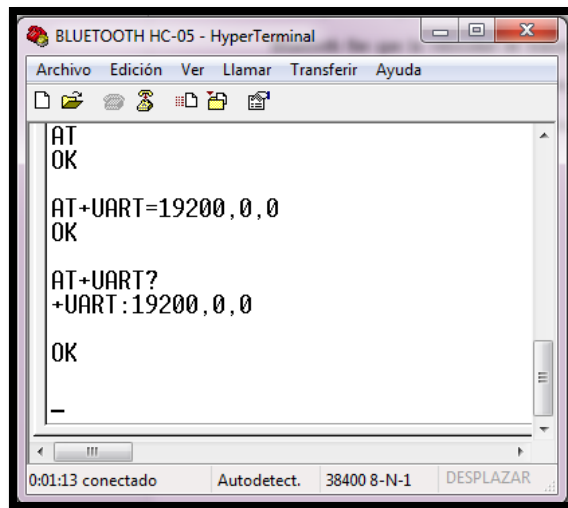 BLUETOOTH HC-05 - HyperTerminal
Archivo Edición Ver Llamar Transferir Ayuda
AT
OK
AT+UART=19200,0,0
OK
AT+UART?
+UART:19200,0,0
OK
_
0:01:13 conectado Autodetect. 38400 8-N-1 DESPLAZAR